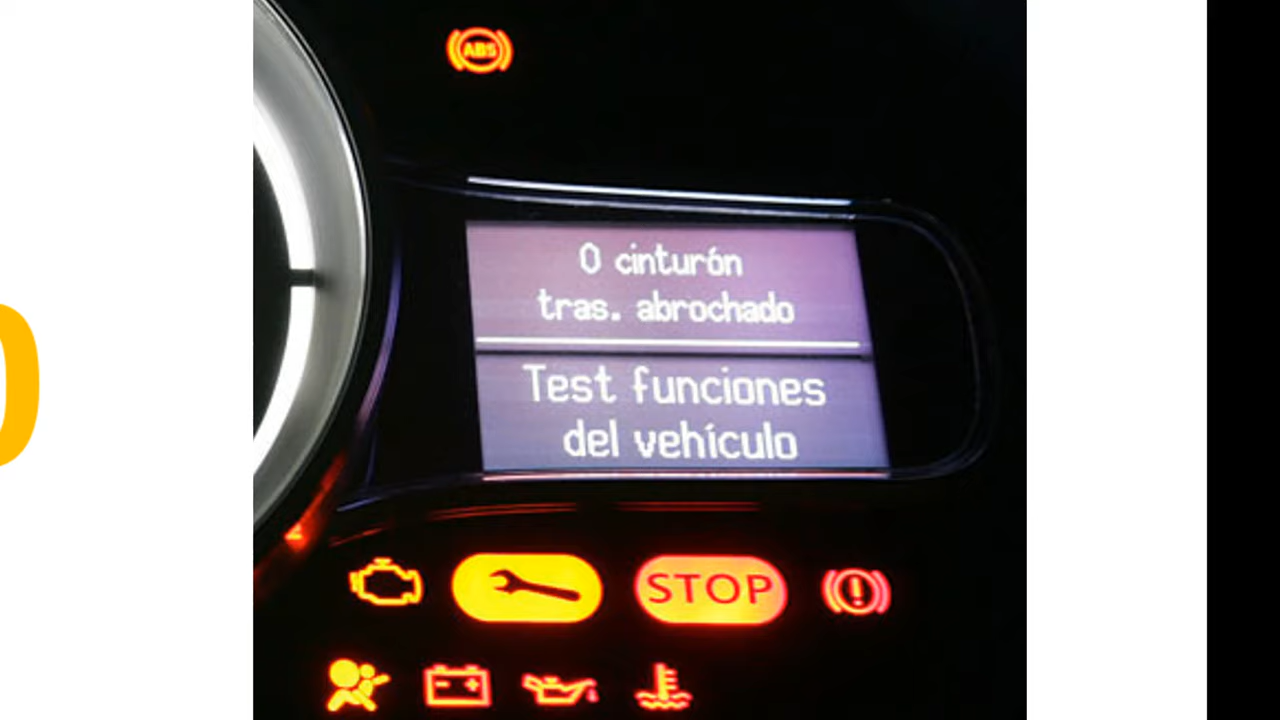 ABS
0 cinturón
tras. abrochado
Test funciones
del vehículo
STOP